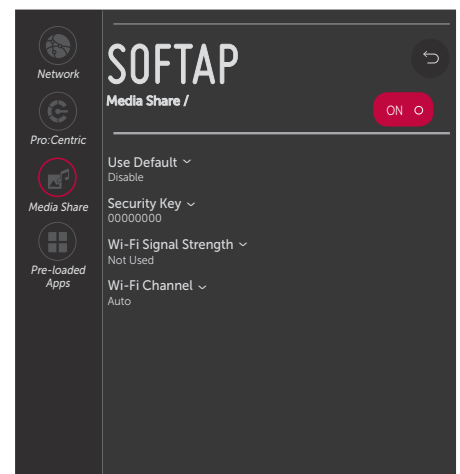 Network
Pro:Centric
Media Share
Pre-loaded
Apps
SOFTAP
Media Share /
ON
Use Default
Disable
Security Key
00000000
Wi-Fi Signal Strength
Not Used
Wi-Fi Channel
Auto